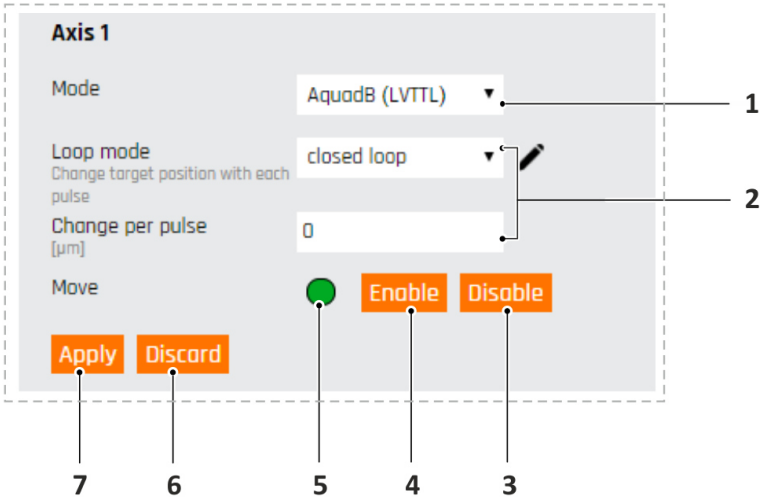 Axis 1
Mode
AquadB (LVTTL)
1
Loop mode
closed loop
Change target position with each
pulse
2
Change per pulse
0
[µm]
Move
Enable
Disable
Apply
Discard
7
6
5
4
3